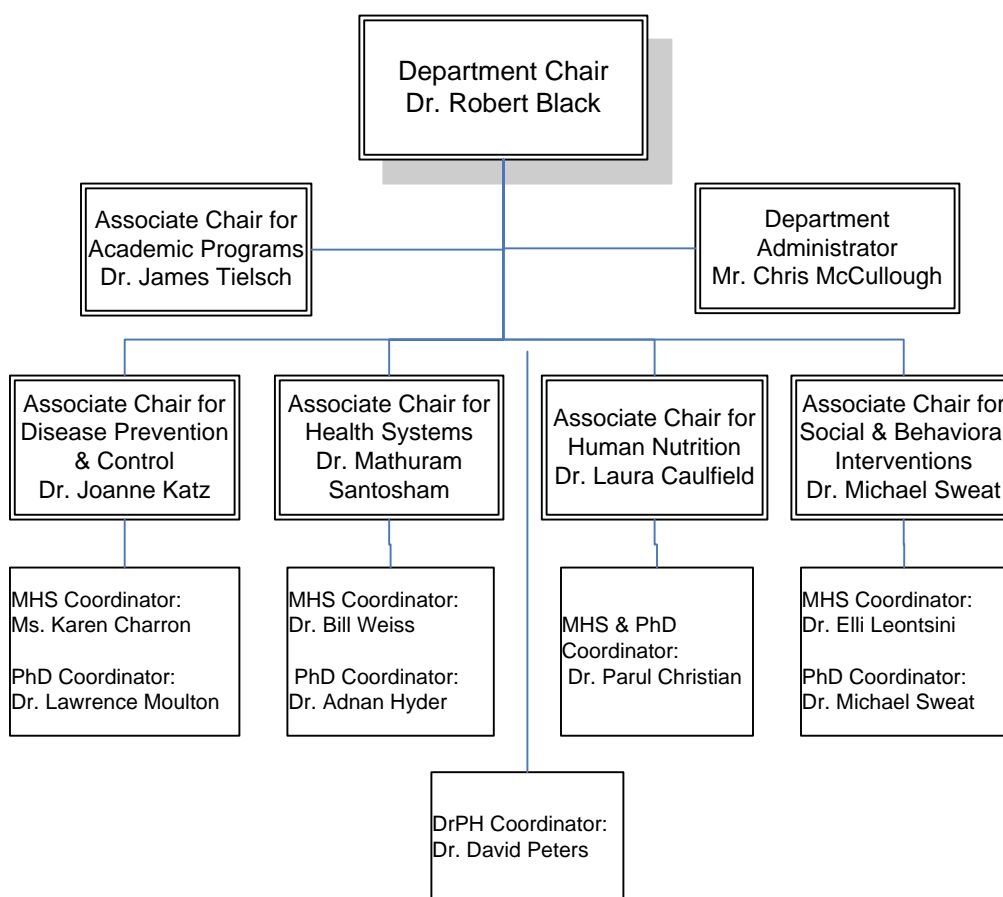 Department Chair
Dr. Robert Black
Associate Chair for
Academic Programs
Dr. James Tielsch
Department
Administrator
Mr. Chris McCullough
Associate Chair for
Disease Prevention
& Control
Dr. Joanne Katz
Associate Chair for
Health Systems
Dr. Mathuram
Santosham
Associate Chair for
Human Nutrition
Dr. Laura Caulfield
Associate Chair for
Social & Behaviora
Interventions
Dr. Michael Sweat
MHS Coordinator:
Ms. Karen Charron
PhD Coordinator:
Dr. Lawrence Moulton
MHS Coordinator:
Dr. Bill Weiss
PhD Coordinator:
Dr. Adnan Hyder
MHS & PhD
Coordinator:
Dr. Parul Christian
MHS Coordinator:
Dr. Elli Leontsini
PhD Coordinator:
Dr. Michael Sweat
DrPH Coordinator:
Dr. David Peters